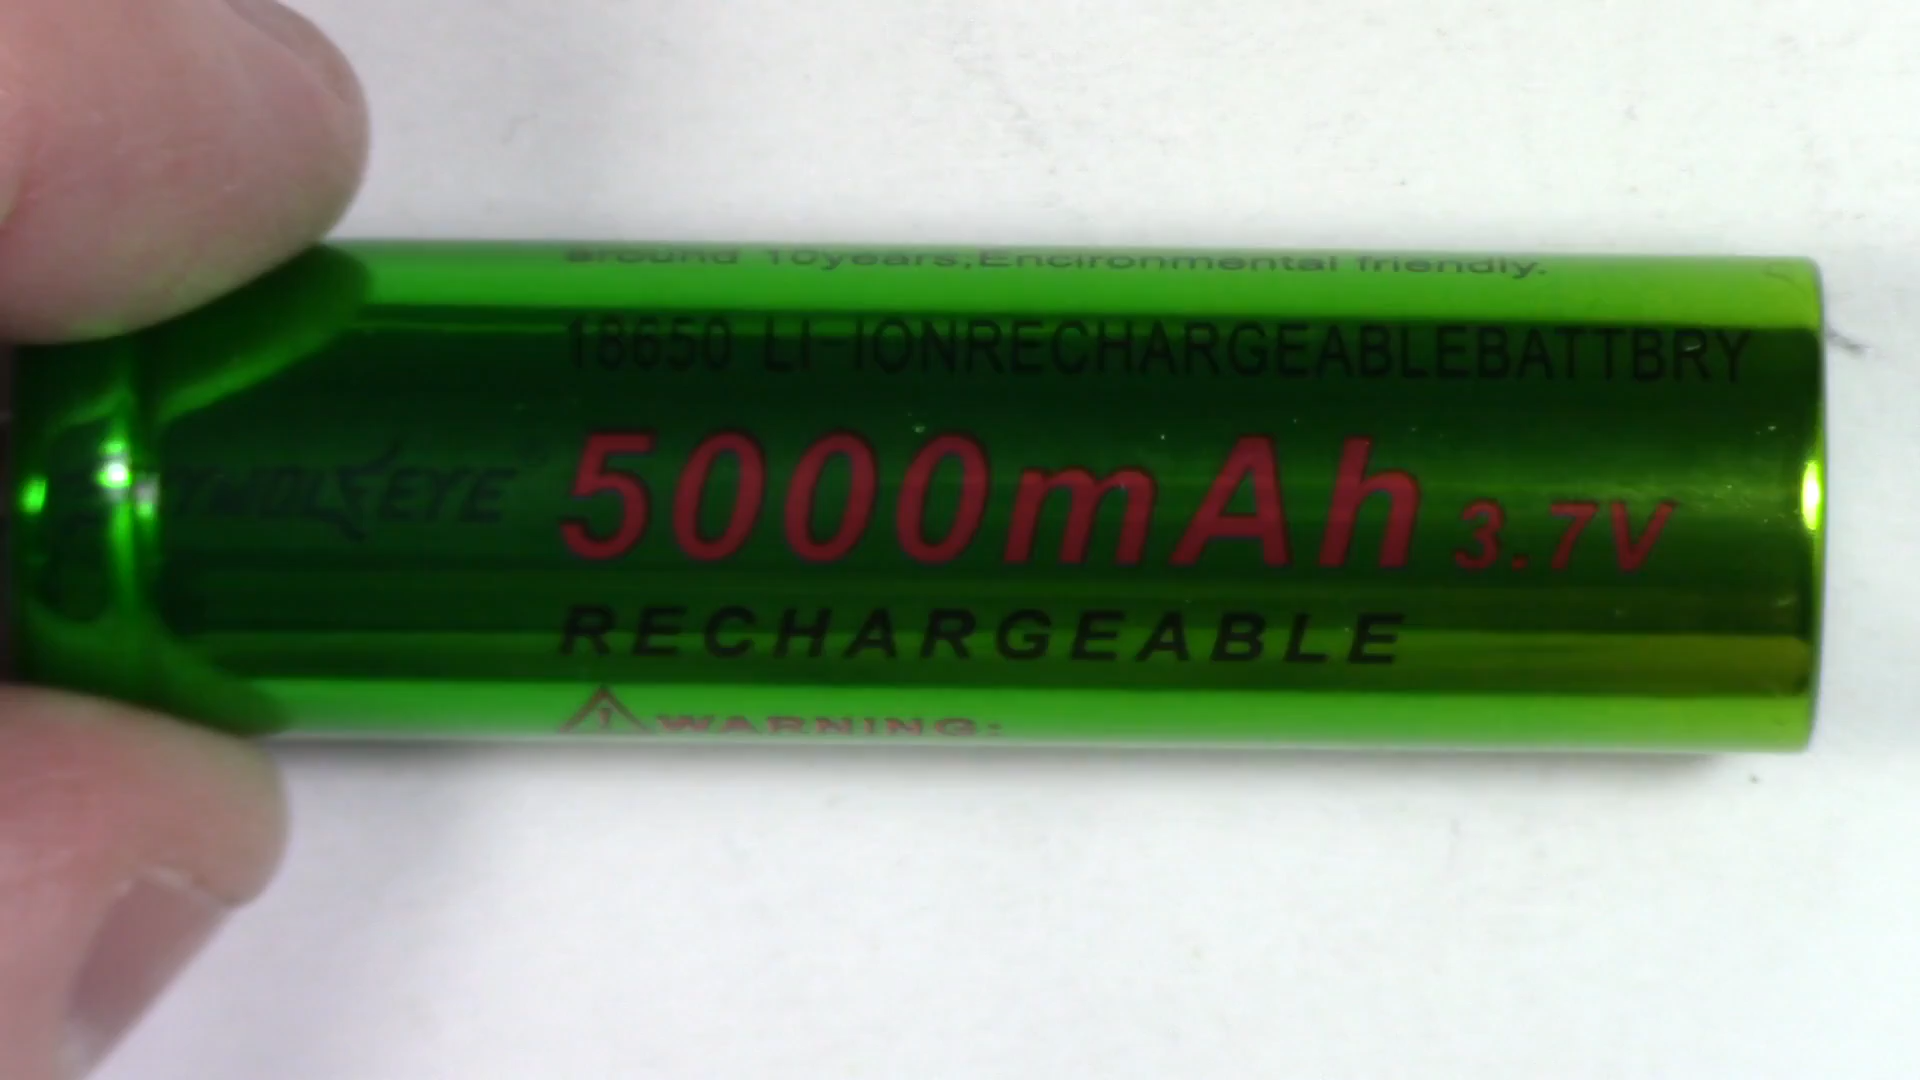 around 10years,Encironmental friendly.
18650 LI-IONRECHARGEABLEBATTBRY
5000mAh 3.7V
RECHARGEABLE
WARNING: